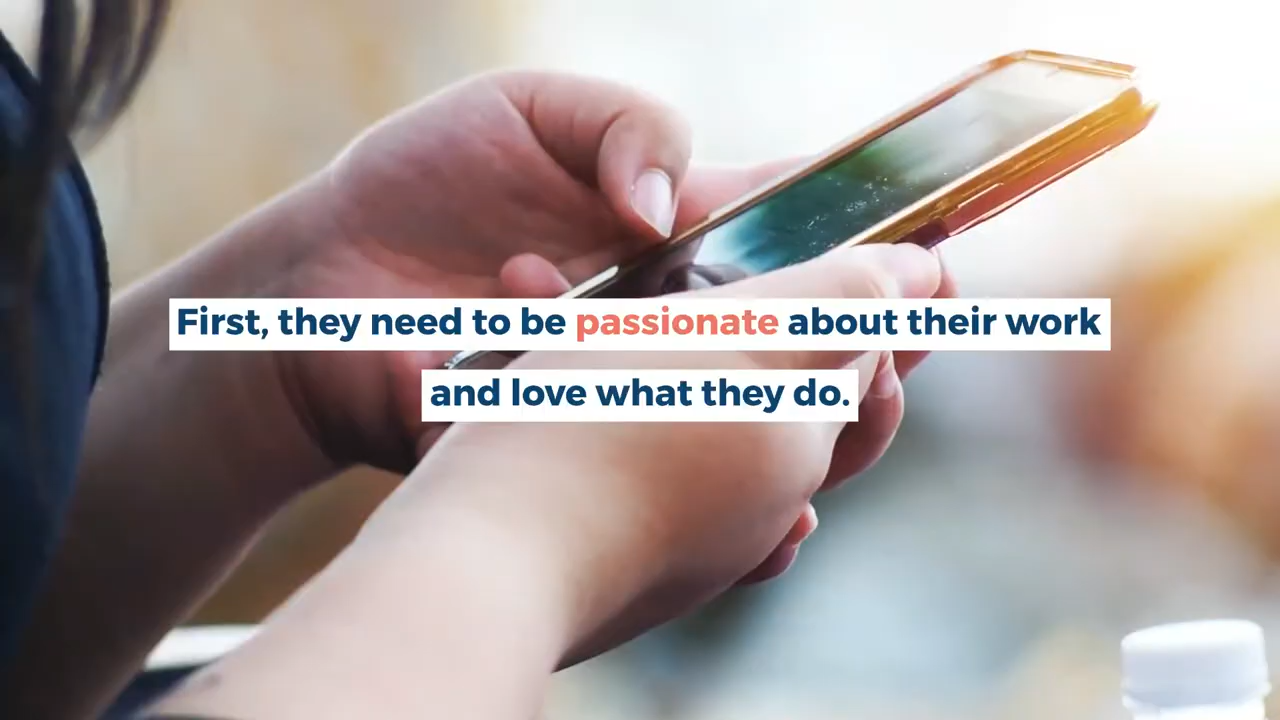 First, they need to be passionate about their work
and love what they do.